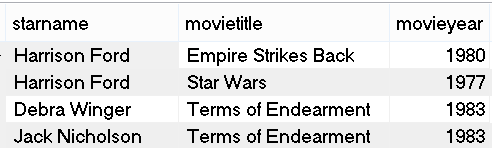 starname movietitle movieyear
Harrison Ford Empire Strikes Back 1980
Harrison Ford Star Wars 1977
Debra Winger Terms of Endearment 1983
Jack Nicholson Terms of Endearment 1983